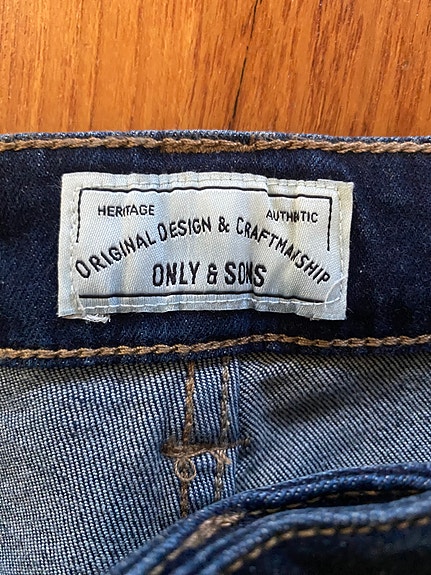 HERITAGE AUTHENTIC
ORIGINAL DESIGN & CRAFTMANSHIP
ONLY & SONS